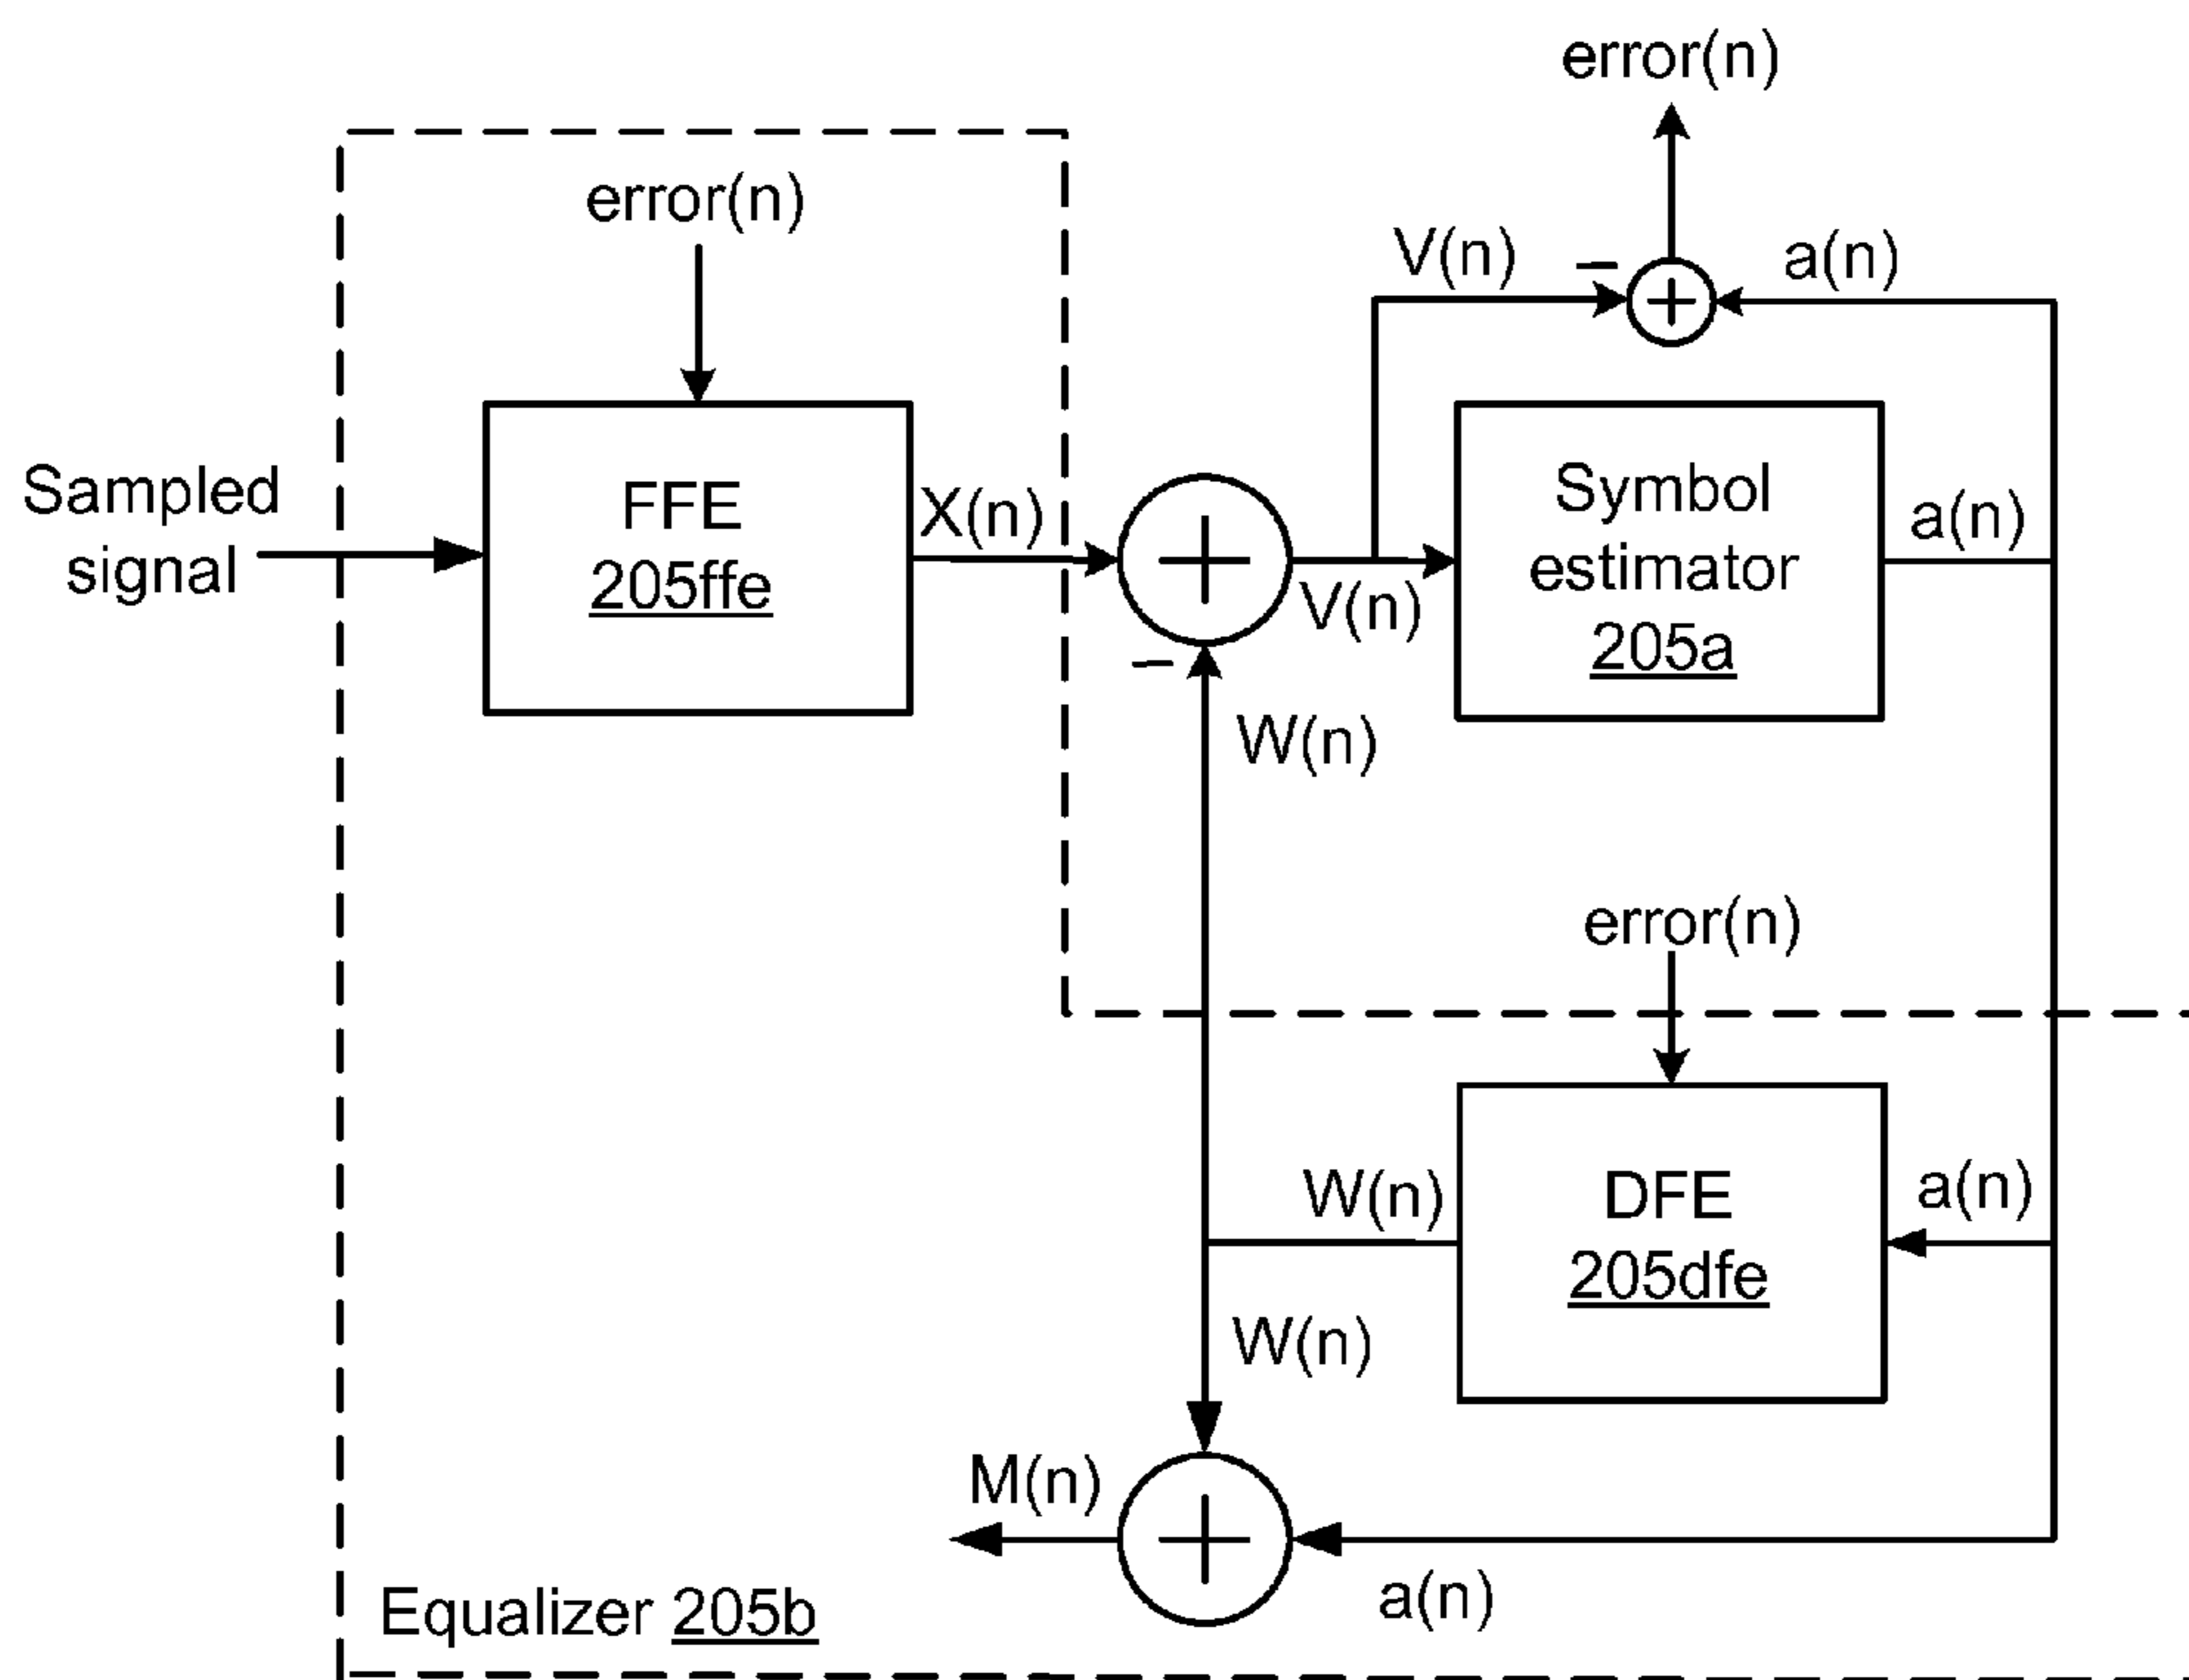 error(n)
error(n)
V(n)
–
a(n)
+
Sampled
signal
FFE
205ffe
X(n)
+
–
V(n)
Symbol
estimator
205a
a(n)
W(n)
error(n)
W(n)
DFE
205dfe
a(n)
W(n)
M(n)
+
a(n)
Equalizer 205b